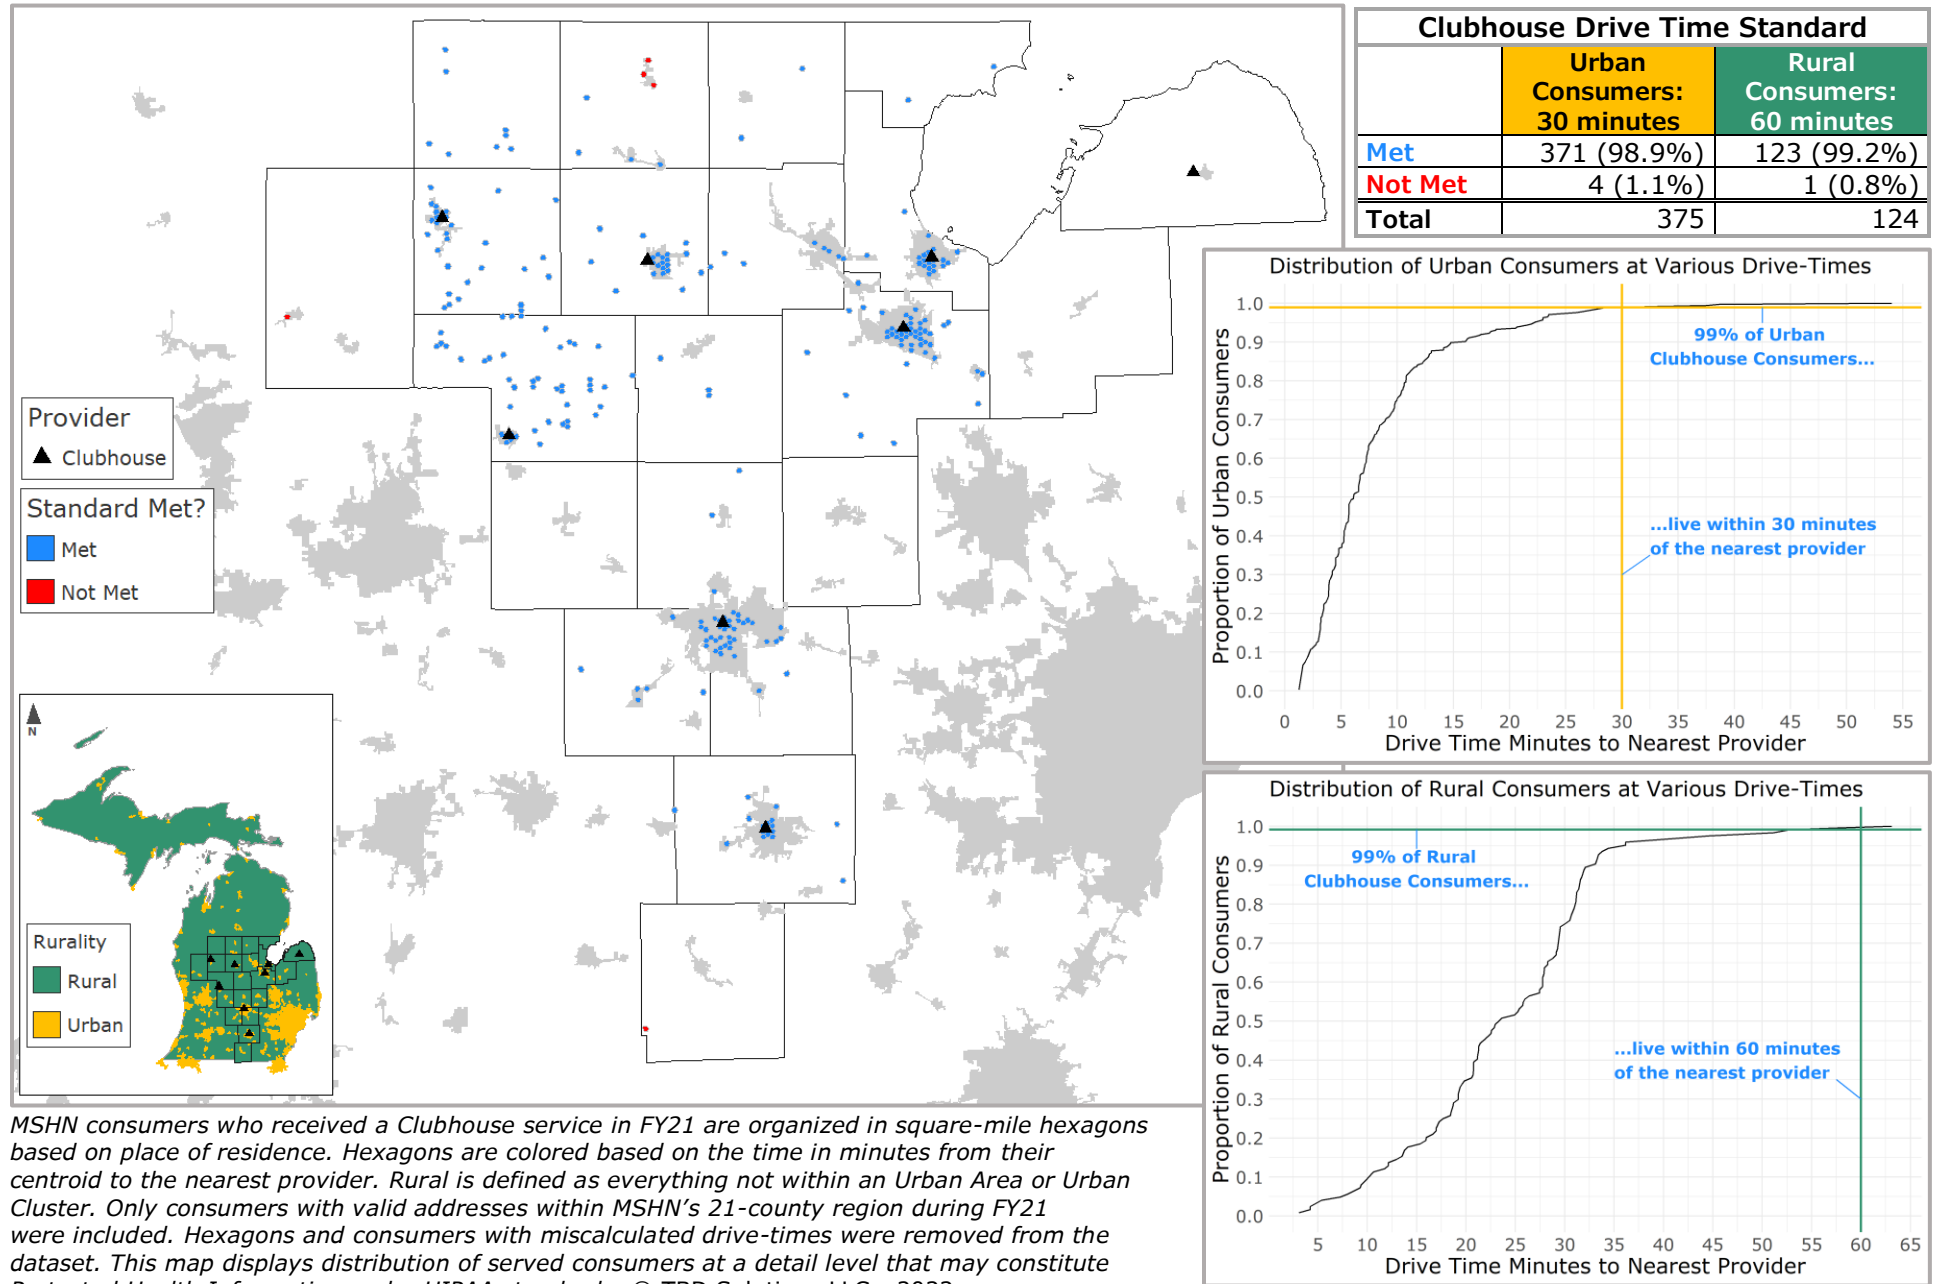 Clubhouse Drive Time Standard
Urban Consumers: 30 minutes
Rural Consumers: 60 minutes
Met 371 (98.9%) 123 (99.2%)
Not Met 4 (1.1%) 1 (0.8%)
Total 375 124
Provider
Clubhouse
Standard Met?
Met
Not Met
N
Rurality
Rural
Urban
Distribution of Urban Consumers at Various Drive-Times
Proportion of Urban Consumers
1.0
0.9
0.8
0.7
0.6
0.5
0.4
0.3
0.2
0.1
0.0
99% of Urban
Clubhouse Consumers...
...live within 30 minutes
of the nearest provider
0 5 10 15 20 25 30 35 40 45 50 55
Drive Time Minutes to Nearest Provider
Distribution of Rural Consumers at Various Drive-Times
Proportion of Rural Consumers
1.0
0.9
0.8
0.7
0.6
0.5
0.4
0.3
0.2
0.1
0.0
99% of Rural
Clubhouse Consumers...
...live within 60 minutes
of the nearest provider
5 10 15 20 25 30 35 40 45 50 55 60 65
Drive Time Minutes to Nearest Provider
MSHN consumers who received a Clubhouse service in FY21 are organized in square-mile hexagons
based on place of residence. Hexagons are colored based on the time in minutes from their
centroid to the nearest provider. Rural is defined as everything not within an Urban Area or Urban
Cluster. Only consumers with valid addresses within MSHN's 21-county region during FY21
were included. Hexagons and consumers with miscalculated drive-times were removed from the
dataset. This map displays distribution of served consumers at a detail level that may constitute